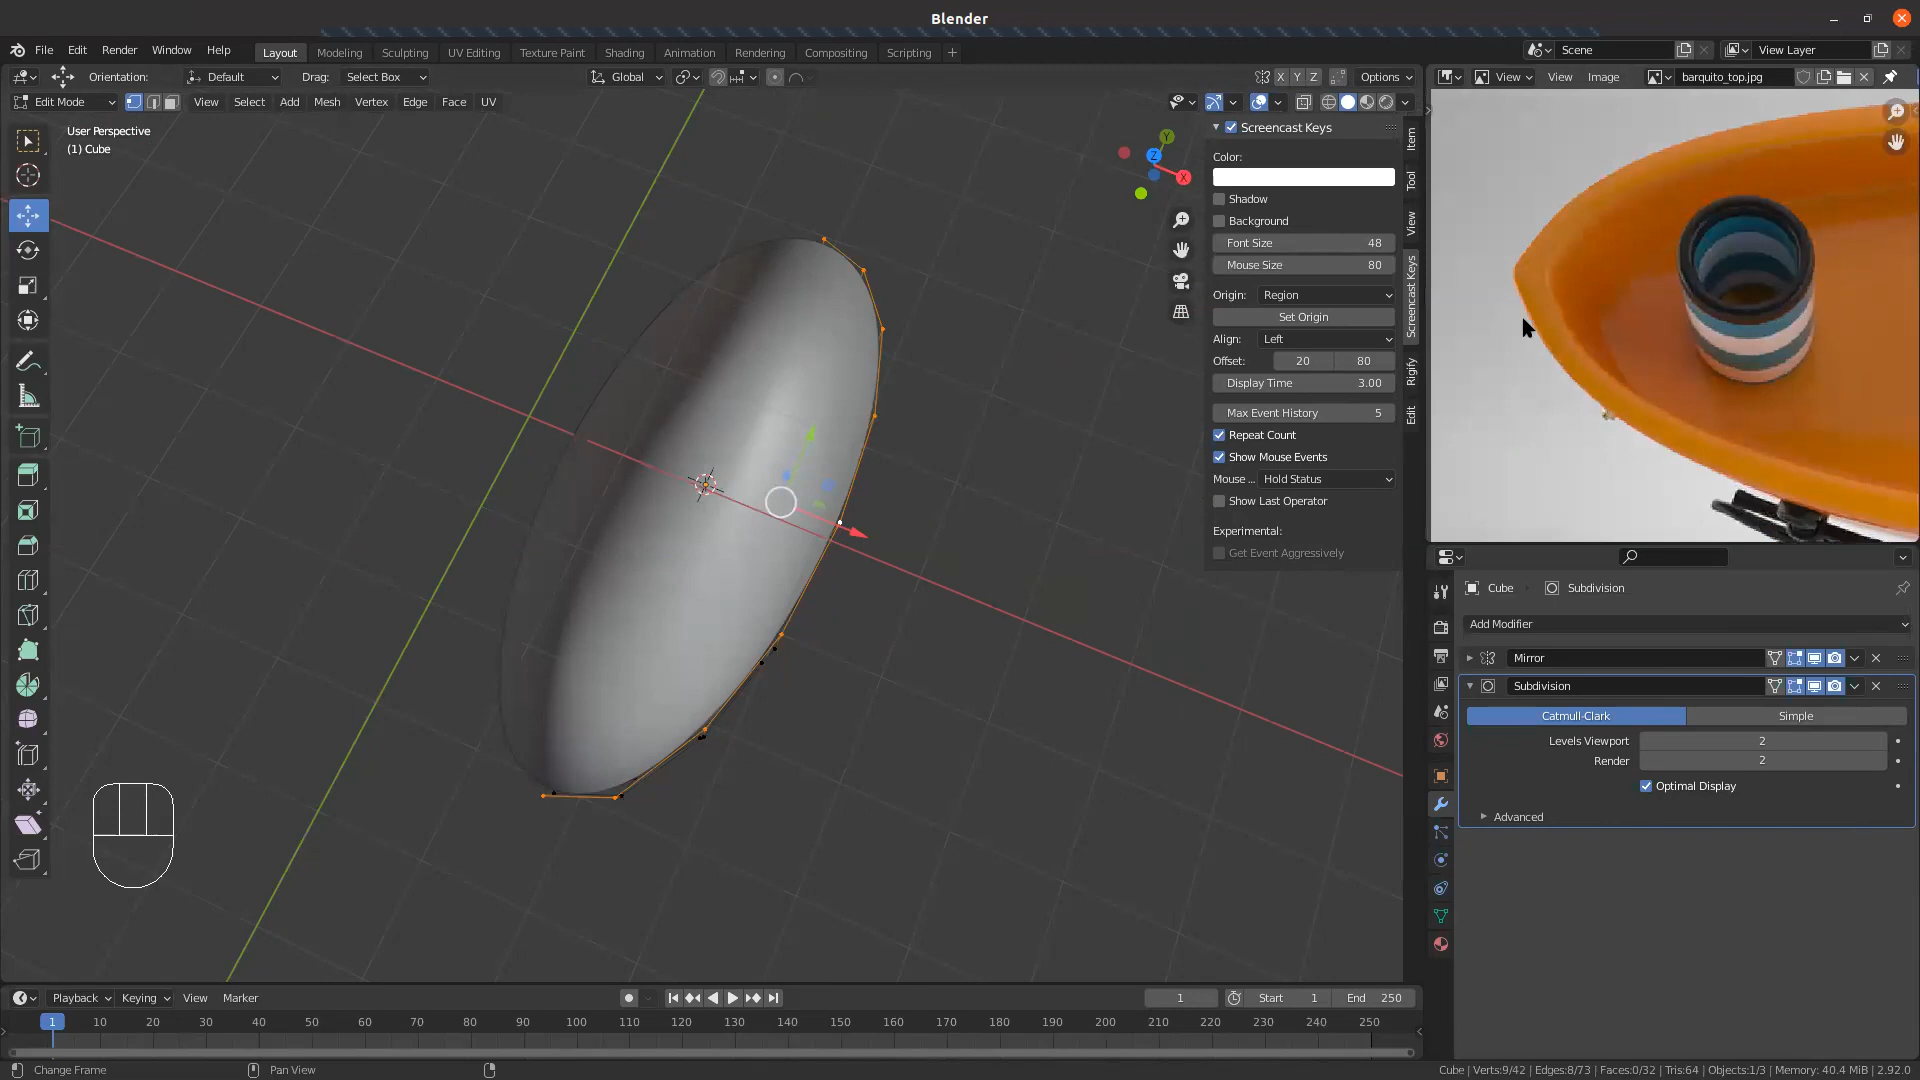 Blender
File Edit Render Window Help
Layout Modeling Sculpting UV Editing Texture Paint Shading Animation Rendering Compositing Scripting +
Scene View Layer
Orientation: Default Drag: Select Box Global X Y Z Options
View View Image barquito_top.jpg
Edit Mode View Select Add Mesh Vertex Edge Face UV
User Perspective
(1) Cube
Y
Z
X
Screencast Keys
Color:
Shadow
Background
Font Size 48
Mouse Size 80
Origin: Region
Set Origin
Align: Left
Offset: 20 80
Display Time 3.00
Max Event History 5
Repeat Count
Show Mouse Events
Mouse ... Hold Status
Show Last Operator
Experimental:
Get Event Aggressively
Item
Tool
View
Screencast Keys
Rigify
Edit
Cube Subdivision
Add Modifier
Mirror
Subdivision
Catmull-Clark Simple
Levels Viewport 2
Render 2
Optimal Display
Advanced
Playback Keying View Marker 1 Start 1 End 250
1 10 20 30 40 50 60 70 80 90 100 110 120 130 140 150 160 170 180 190 200 210 220 230 240 250
Change Frame Pan View Cube | Verts:9/42 | Edges:8/73 | Faces:0/32 | Tris:64 | Objects:1/3 | Memory: 40.4 MiB | 2.92.0